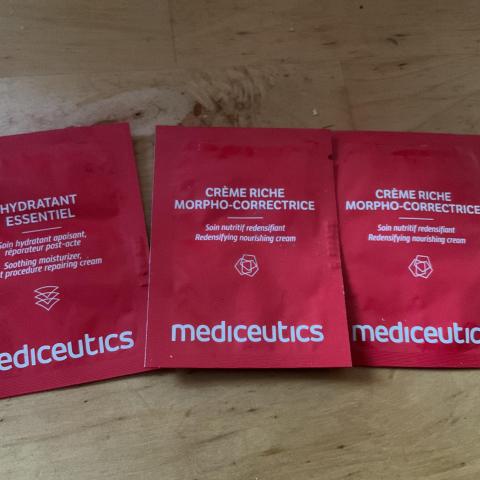 HYDRATANT
ESSENTIEL
Soin hydratant apaisant,
réparateur post-acte
Soothing moisturizer,
procedure repairing cream
mediceutics
CRÈME RICHE
MORPHO-CORRECTRICE
Soin nutritif redensifiant
Redensifying nourishing cream
mediceutics
CRÈME RICHE
MORPHO-CORRECTRICE
Soin nutritif redensifiant
Redensifying nourishing cream
mediceutic